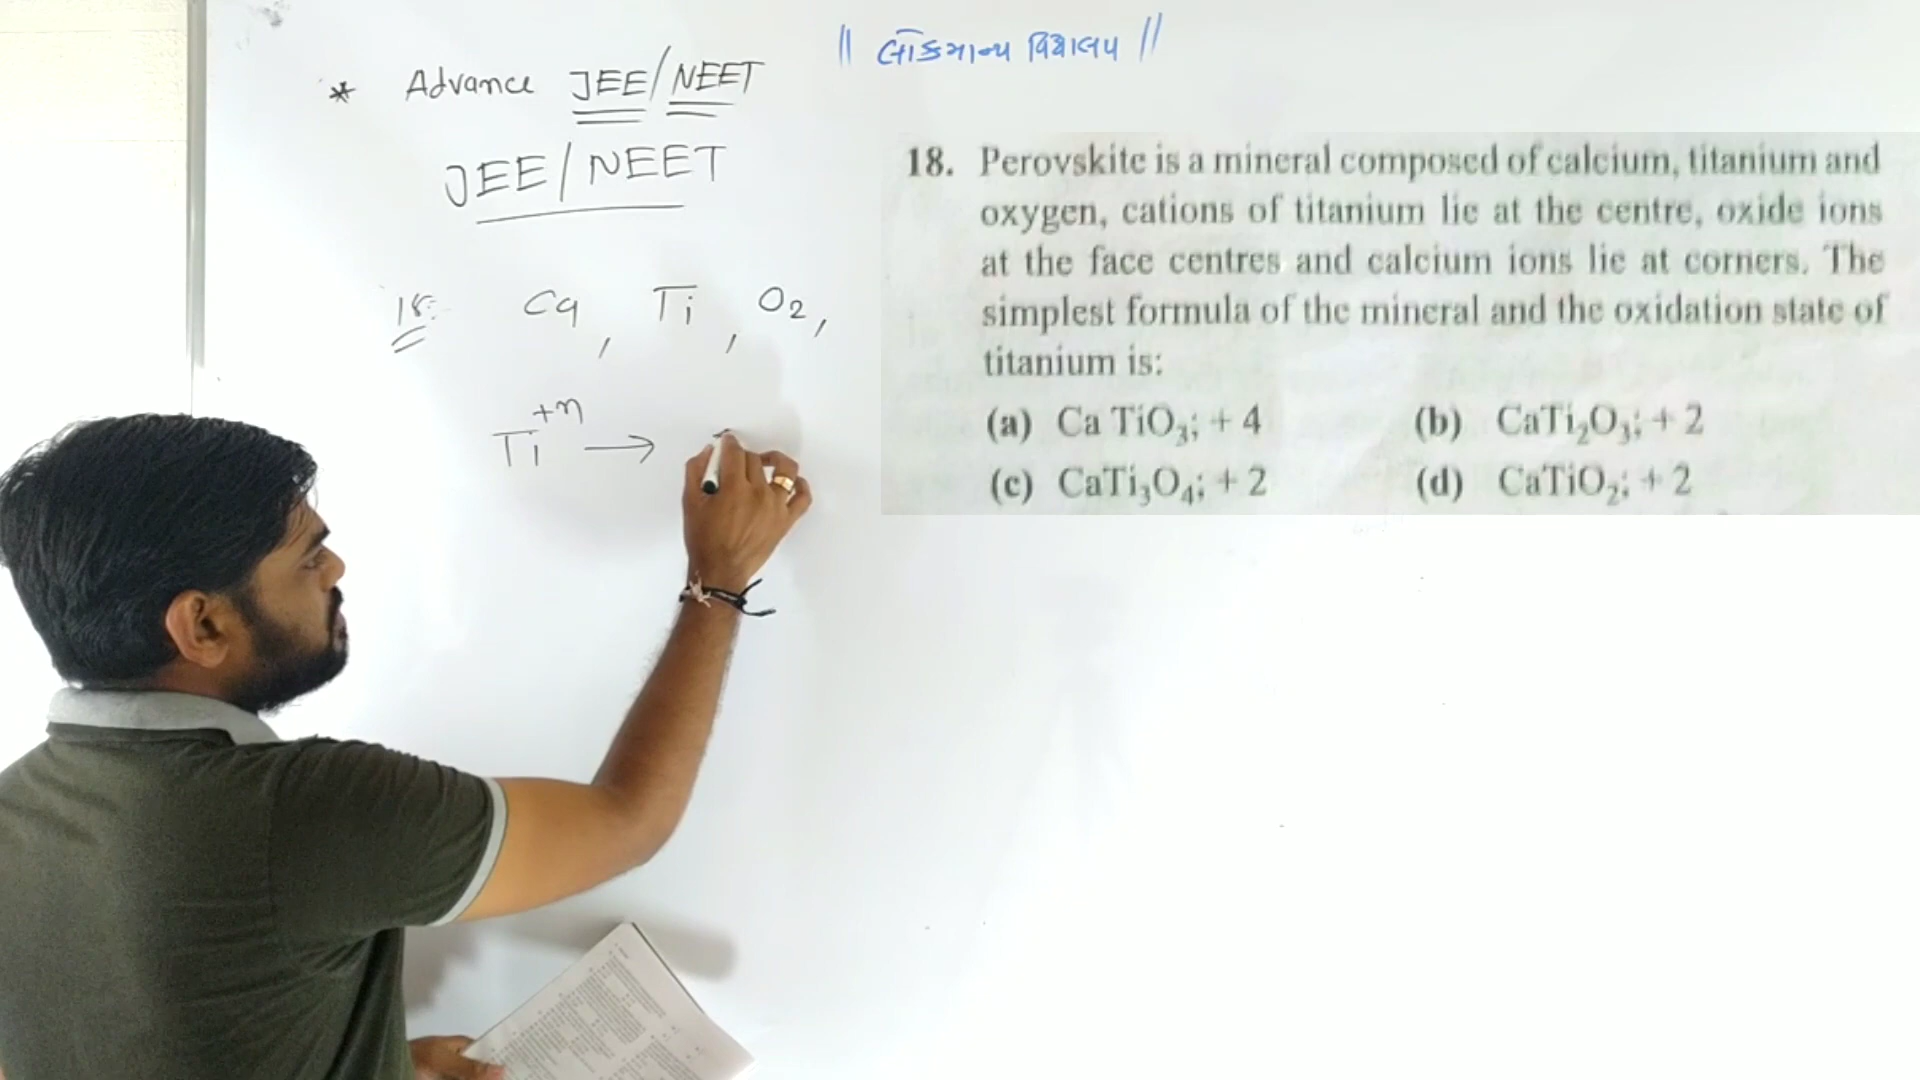 || લોકમાન્ય વિદ્યાલય ||
* Advance JEE/NEET
JEE/NEET
18. Ca, Ti, O₂,
Ti⁺ⁿ →
18. Perovskite is a mineral composed of calcium, titanium and
oxygen, cations of titanium lie at the centre, oxide ions
at the face centres and calcium ions lie at corners. The
simplest formula of the mineral and the oxidation state of
titanium is:
(a) Ca TiO₃; + 4 (b) CaTi₂O₃; + 2
(c) CaTi₃O₄; + 2 (d) CaTiO₂; + 2